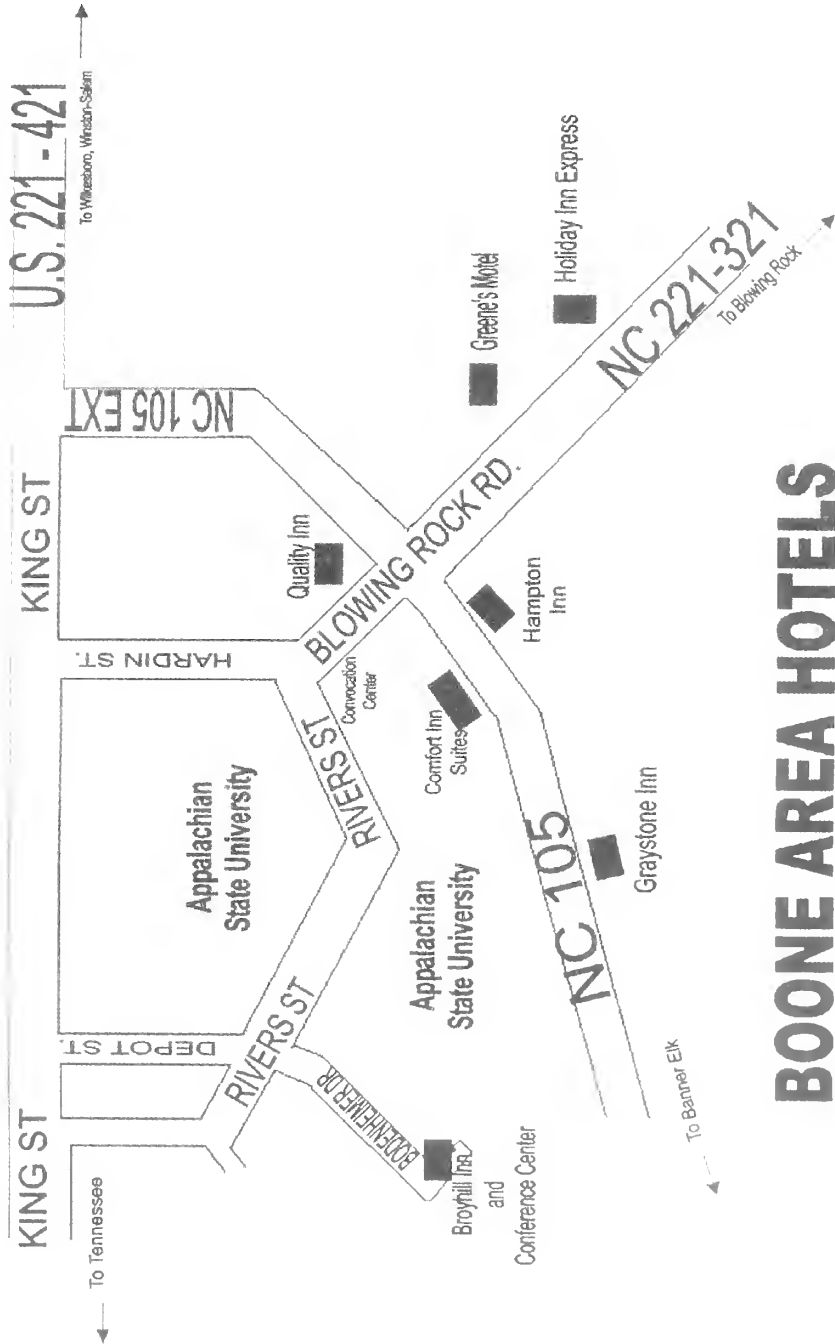 KING ST
KING ST
U.S. 221 - 421
To Tennessee
To Wilkesboro, Winston-Salem
DEPOT ST.
HARDIN ST.
NC 105 EXT
Appalachian
State University
Quality Inn
RIVERS ST
RIVERS ST
Convocation
Center
BLOWING ROCK RD.
BODENHEIMER DR
Appalachian
State University
Comfort Inn
Suites
Greene's Motel
Holiday Inn Express
Hampton
Inn
Broyhill Inn
and
Conference Center
NC 105
Graystone Inn
NC 221-321
To Blowing Rock
To Banner Elk
BOONE AREA HOTELS